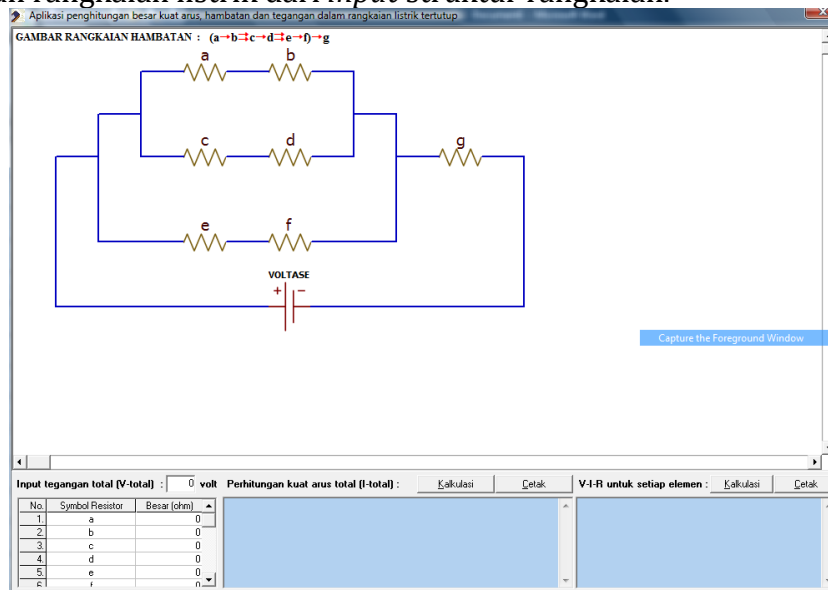 rangkaian listrik dari input struktur rangkaian.
Aplikasi penghitungan besar kuat arus, hambatan dan tegangan dalam rangkaian listrik tertutup
GAMBAR RANGKAIAN HAMBATAN : (a→b⇉c→d⇉e→f)→g
a b
c d g
e f
VOLTASE
+ −
Capture the Foreground Window
Input tegangan total (V-total) : 0 volt Perhitungan kuat arus total (I-total) : Kalkulasi Cetak V-I-R untuk setiap elemen : Kalkulasi Cetak
No. Symbol Resistor Besar (ohm)
1. a 0
2. b 0
3. c 0
4. d 0
5. e 0
6. f 0